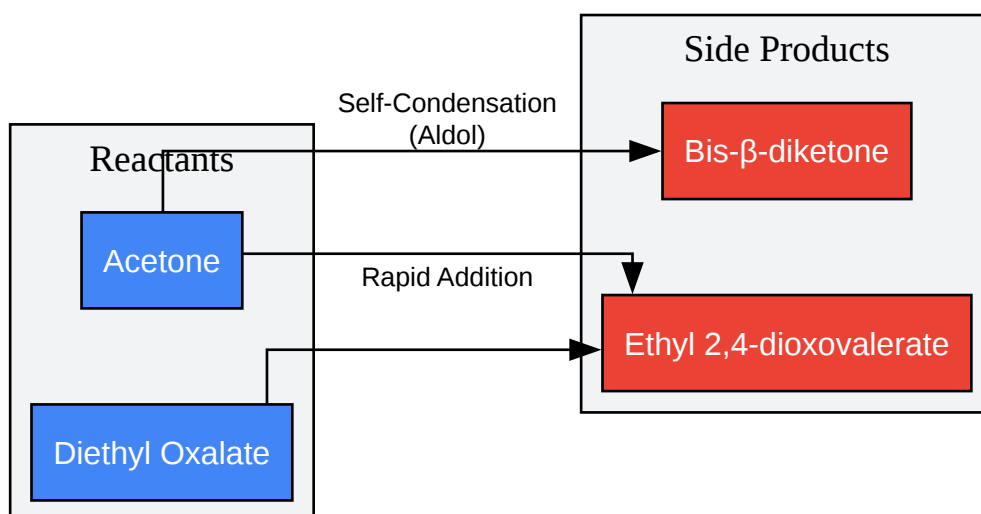 Reactants
Acetone
Diethyl Oxalate
Self-Condensation
(Aldol)
Rapid Addition
Side Products
Bis-β-diketone
Ethyl 2,4-dioxovalerate